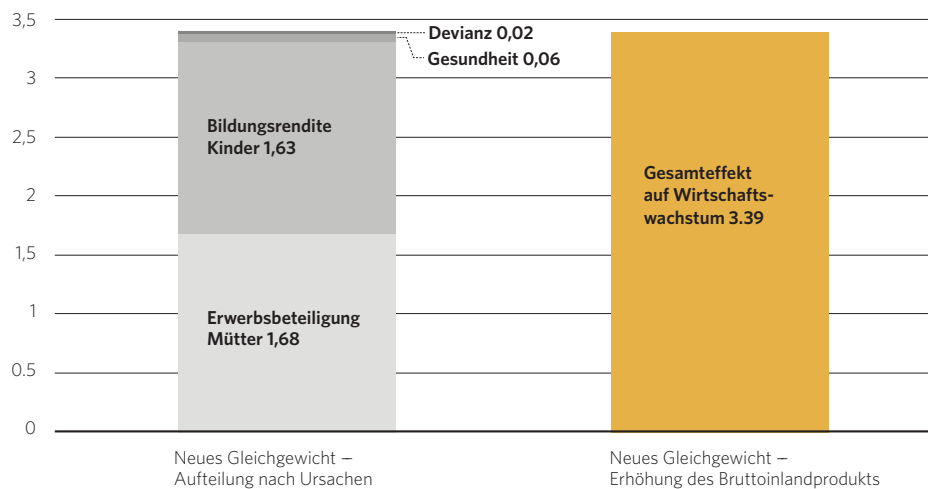 3,5
3
2,5
2
1,5
1
0.5
0
Devianz 0,02
Gesundheit 0,06
Bildungsrendite
Kinder 1,63
Erwerbsbeteiligung
Mütter 1,68
Gesamteffekt
auf Wirtschafts-
wachstum 3.39
Neues Gleichgewicht –
Aufteilung nach Ursachen
Neues Gleichgewicht –
Erhöhung des Bruttoinlandprodukts